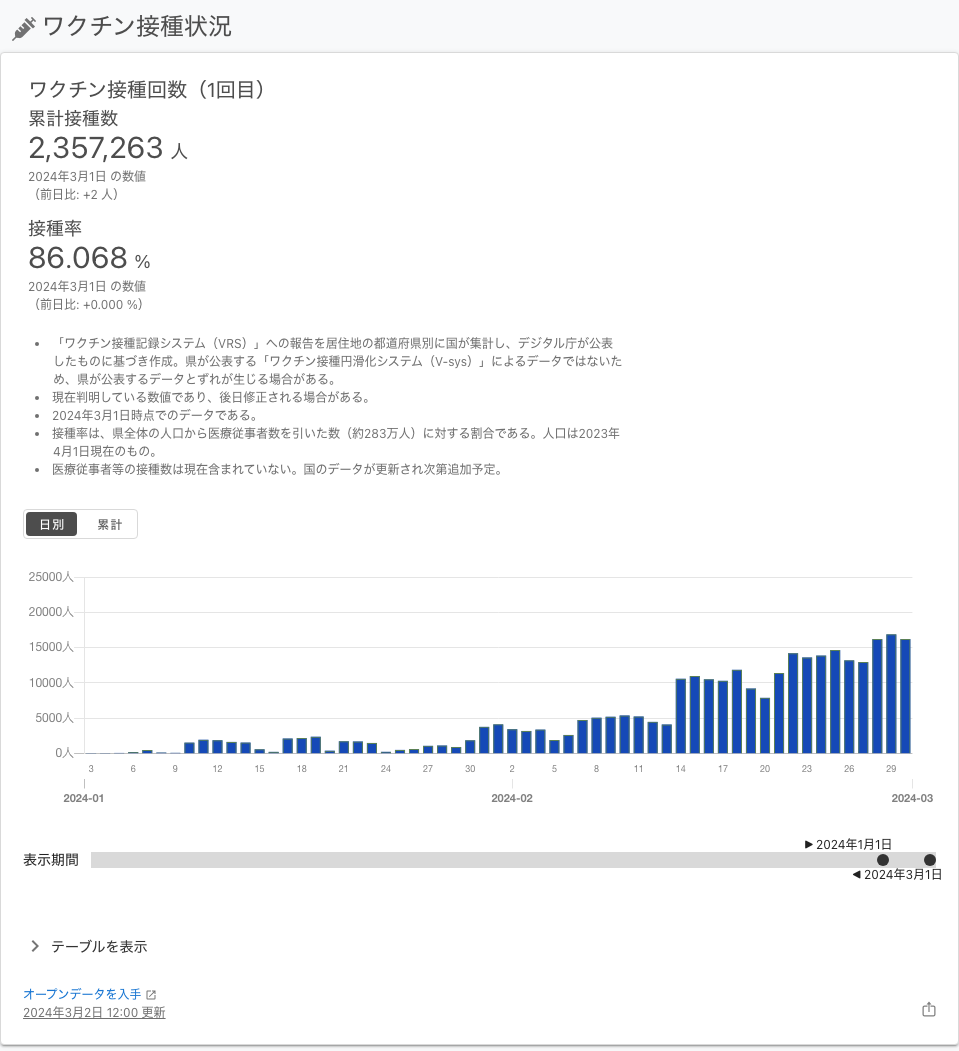 ワクチン接種状況
ワクチン接種回数（1回目）
累計接種数
2,357,263 人
2024年3月1日 の数値
（前日比: +2 人）
接種率
86.068 %
2024年3月1日 の数値
（前日比: +0.000 %）
• 「ワクチン接種記録システム（VRS）」への報告を居住地の都道府県別に国が集計し、デジタル庁が公表
したものに基づき作成。県が公表する「ワクチン接種円滑化システム（V-sys）」によるデータではないた
め、県が公表するデータとずれが生じる場合がある。
• 現在判明している数値であり、後日修正される場合がある。
• 2024年3月1日時点でのデータである。
• 接種率は、県全体の人口から医療従事者数を引いた数（約283万人）に対する割合である。人口は2023年
4月1日現在のもの。
• 医療従事者等の接種数は現在含まれていない。国のデータが更新され次第追加予定。
日別 累計
25000人
20000人
15000人
10000人
5000人
0人
3 6 9 12 15 18 21 24 27 30 2 5 8 11 14 17 20 23 26 29
2024-01 2024-02 2024-03
▶ 2024年1月1日
表示期間
◀ 2024年3月1日
テーブルを表示
オープンデータを入手
2024年3月2日 12:00 更新